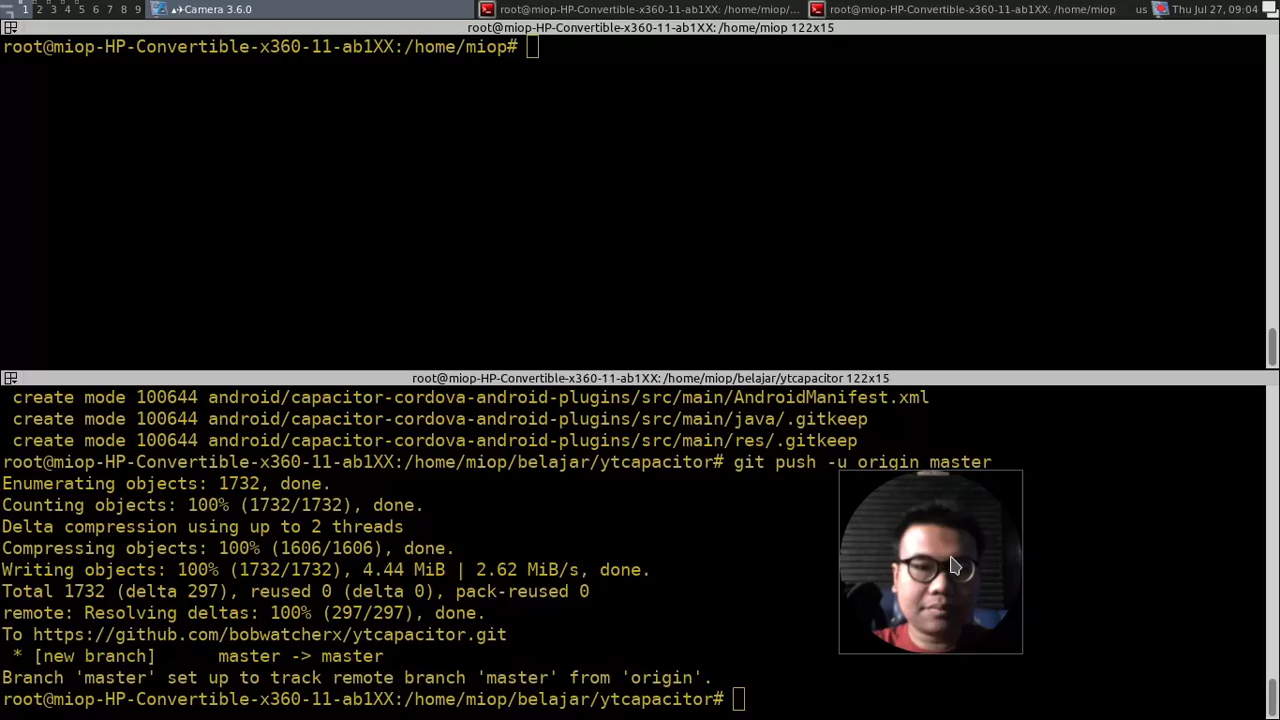 1 2 3 4 5 6 7 8 9 Camera 3.6.0 root@miop-HP-Convertible-x360-11-ab1XX: /home/miop/... root@miop-HP-Convertible-x360-11-ab1XX: /home/miop us Thu Jul 27, 09:04
root@miop-HP-Convertible-x360-11-ab1XX: /home/miop 122x15
root@miop-HP-Convertible-x360-11-ab1XX:/home/miop#
root@miop-HP-Convertible-x360-11-ab1XX: /home/miop/belajar/ytcapacitor 122x15
create mode 100644 android/capacitor-cordova-android-plugins/src/main/AndroidManifest.xml
create mode 100644 android/capacitor-cordova-android-plugins/src/main/java/.gitkeep
create mode 100644 android/capacitor-cordova-android-plugins/src/main/res/.gitkeep
root@miop-HP-Convertible-x360-11-ab1XX:/home/miop/belajar/ytcapacitor# git push -u origin master
Enumerating objects: 1732, done.
Counting objects: 100% (1732/1732), done.
Delta compression using up to 2 threads
Compressing objects: 100% (1606/1606), done.
Writing objects: 100% (1732/1732), 4.44 MiB | 2.62 MiB/s, done.
Total 1732 (delta 297), reused 0 (delta 0), pack-reused 0
remote: Resolving deltas: 100% (297/297), done.
To https://github.com/bobwatcherx/ytcapacitor.git
* [new branch] master -> master
Branch 'master' set up to track remote branch 'master' from 'origin'.
root@miop-HP-Convertible-x360-11-ab1XX:/home/miop/belajar/ytcapacitor#